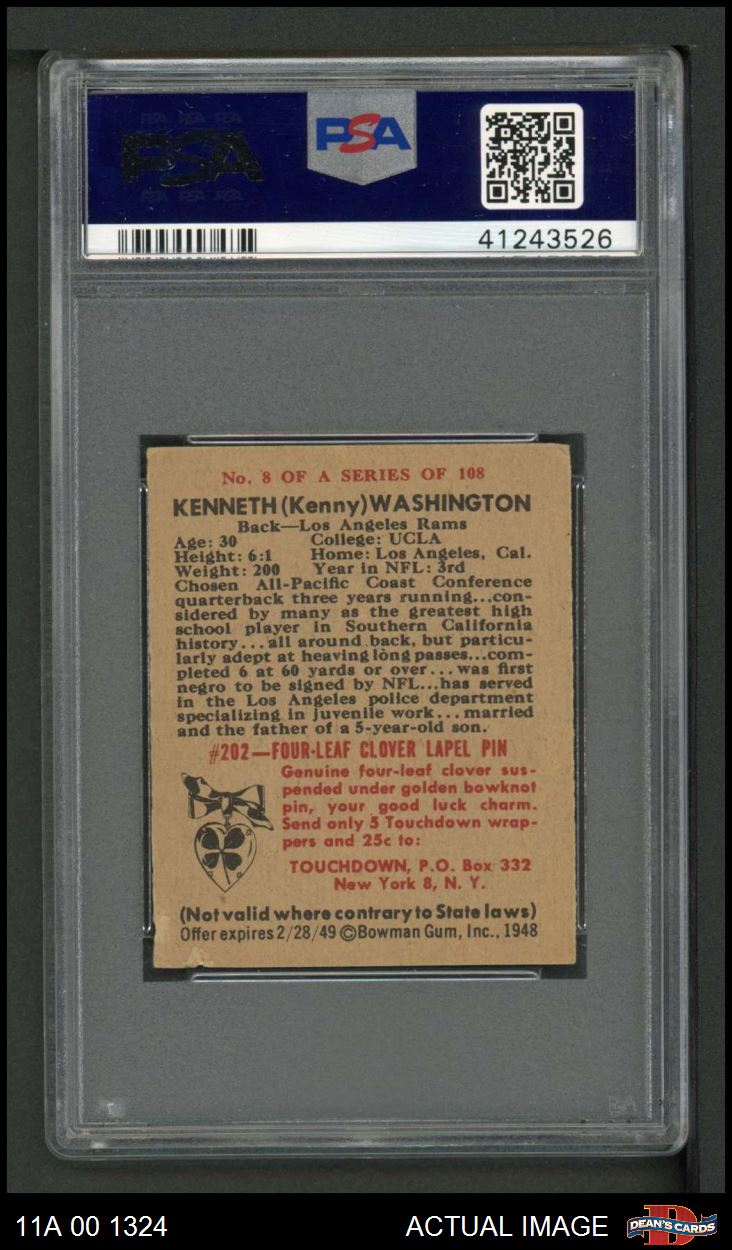 PSA PSA PSA
PSA
PSA PSA PSA
PSA
41243526
No. 8 OF A SERIES OF 108
KENNETH (Kenny) WASHINGTON
Back—Los Angeles Rams
Age: 30 College: UCLA
Height: 6:1 Home: Los Angeles, Cal.
Weight: 200 Year in NFL: 3rd
Chosen All-Pacific Coast Conference
quarterback three years running...con-
sidered by many as the greatest high
school player in Southern California
history...all around back, but particu-
larly adept at heaving long passes...com-
pleted 6 at 60 yards or over...was first
negro to be signed by NFL...has served
in the Los Angeles police department
specializing in juvenile work...married
and the father of a 5-year-old son.
#202—FOUR-LEAF CLOVER LAPEL PIN
Genuine four-leaf clover sus-
pended under golden bowknot
pin, your good luck charm.
Send only 5 Touchdown wrap-
pers and 25c to:
TOUCHDOWN, P.O. Box 332
New York 8, N. Y.
(Not valid where contrary to State laws)
Offer expires 2/28/49 ©Bowman Gum, Inc., 1948
PSA
11A 00 1324
ACTUAL IMAGE
DEAN'S CARDS